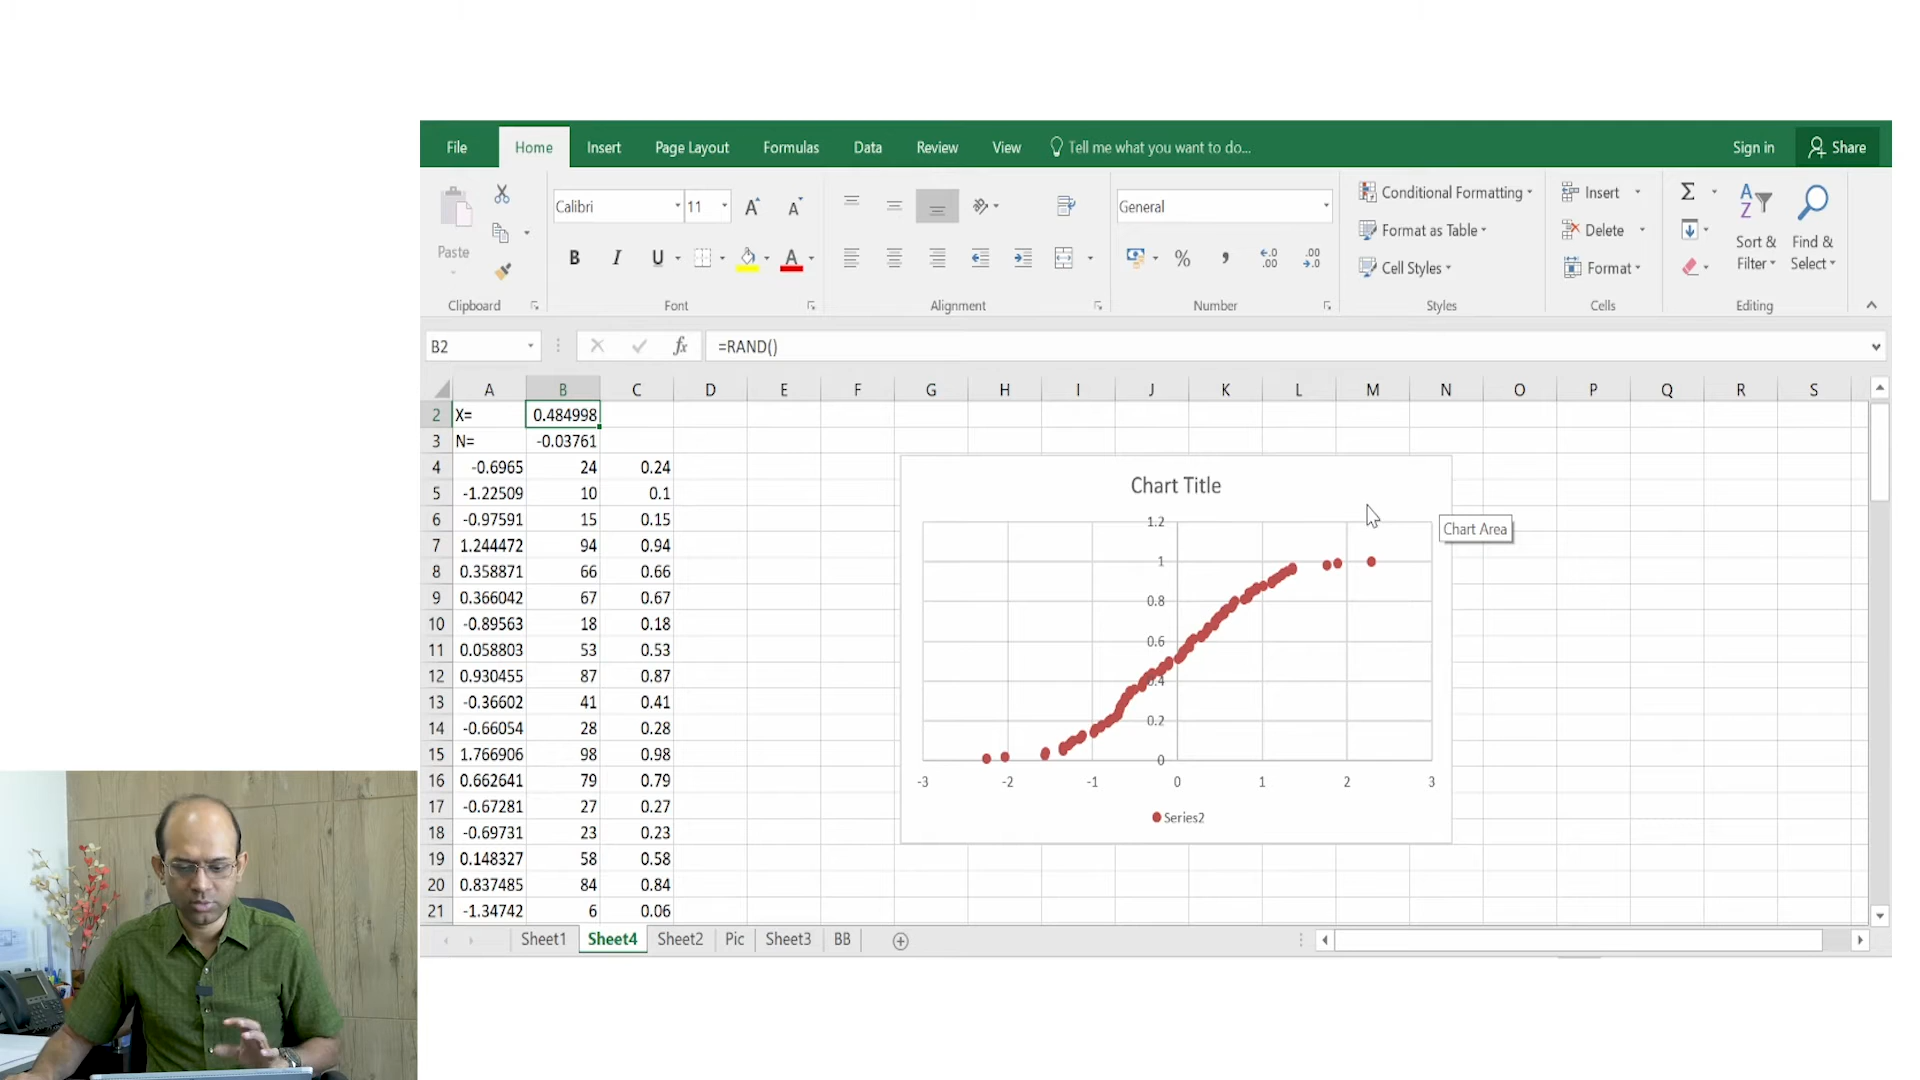 File Home Insert Page Layout Formulas Data Review View Tell me what you want to do... Sign in Share
Calibri 11 General Conditional Formatting Insert
Format as Table Delete
Paste B I U A % Cell Styles Format Sort & Filter Find & Select
Clipboard Font Alignment Number Styles Cells Editing
B2 fx =RAND()
A B C D E F G H I J K L M N O P Q R S
2 X= 0.484998
3 N= -0.03761
4 -0.6965 24 0.24
5 -1.22509 10 0.1
6 -0.97591 15 0.15
7 1.244472 94 0.94
8 0.358871 66 0.66
9 0.366042 67 0.67
10 -0.89563 18 0.18
11 0.058803 53 0.53
12 0.930455 87 0.87
13 -0.36602 41 0.41
14 -0.66054 28 0.28
15 1.766906 98 0.98
16 0.662641 79 0.79
17 -0.67281 27 0.27
18 -0.69731 23 0.23
19 0.148327 58 0.58
20 0.837485 84 0.84
21 -1.34742 6 0.06
Chart Title
Chart Area
1.2
1
0.8
0.6
0.4
0.2
0
-3 -2 -1 0 1 2 3
Series2
Sheet1 Sheet4 Sheet2 Pic Sheet3 BB